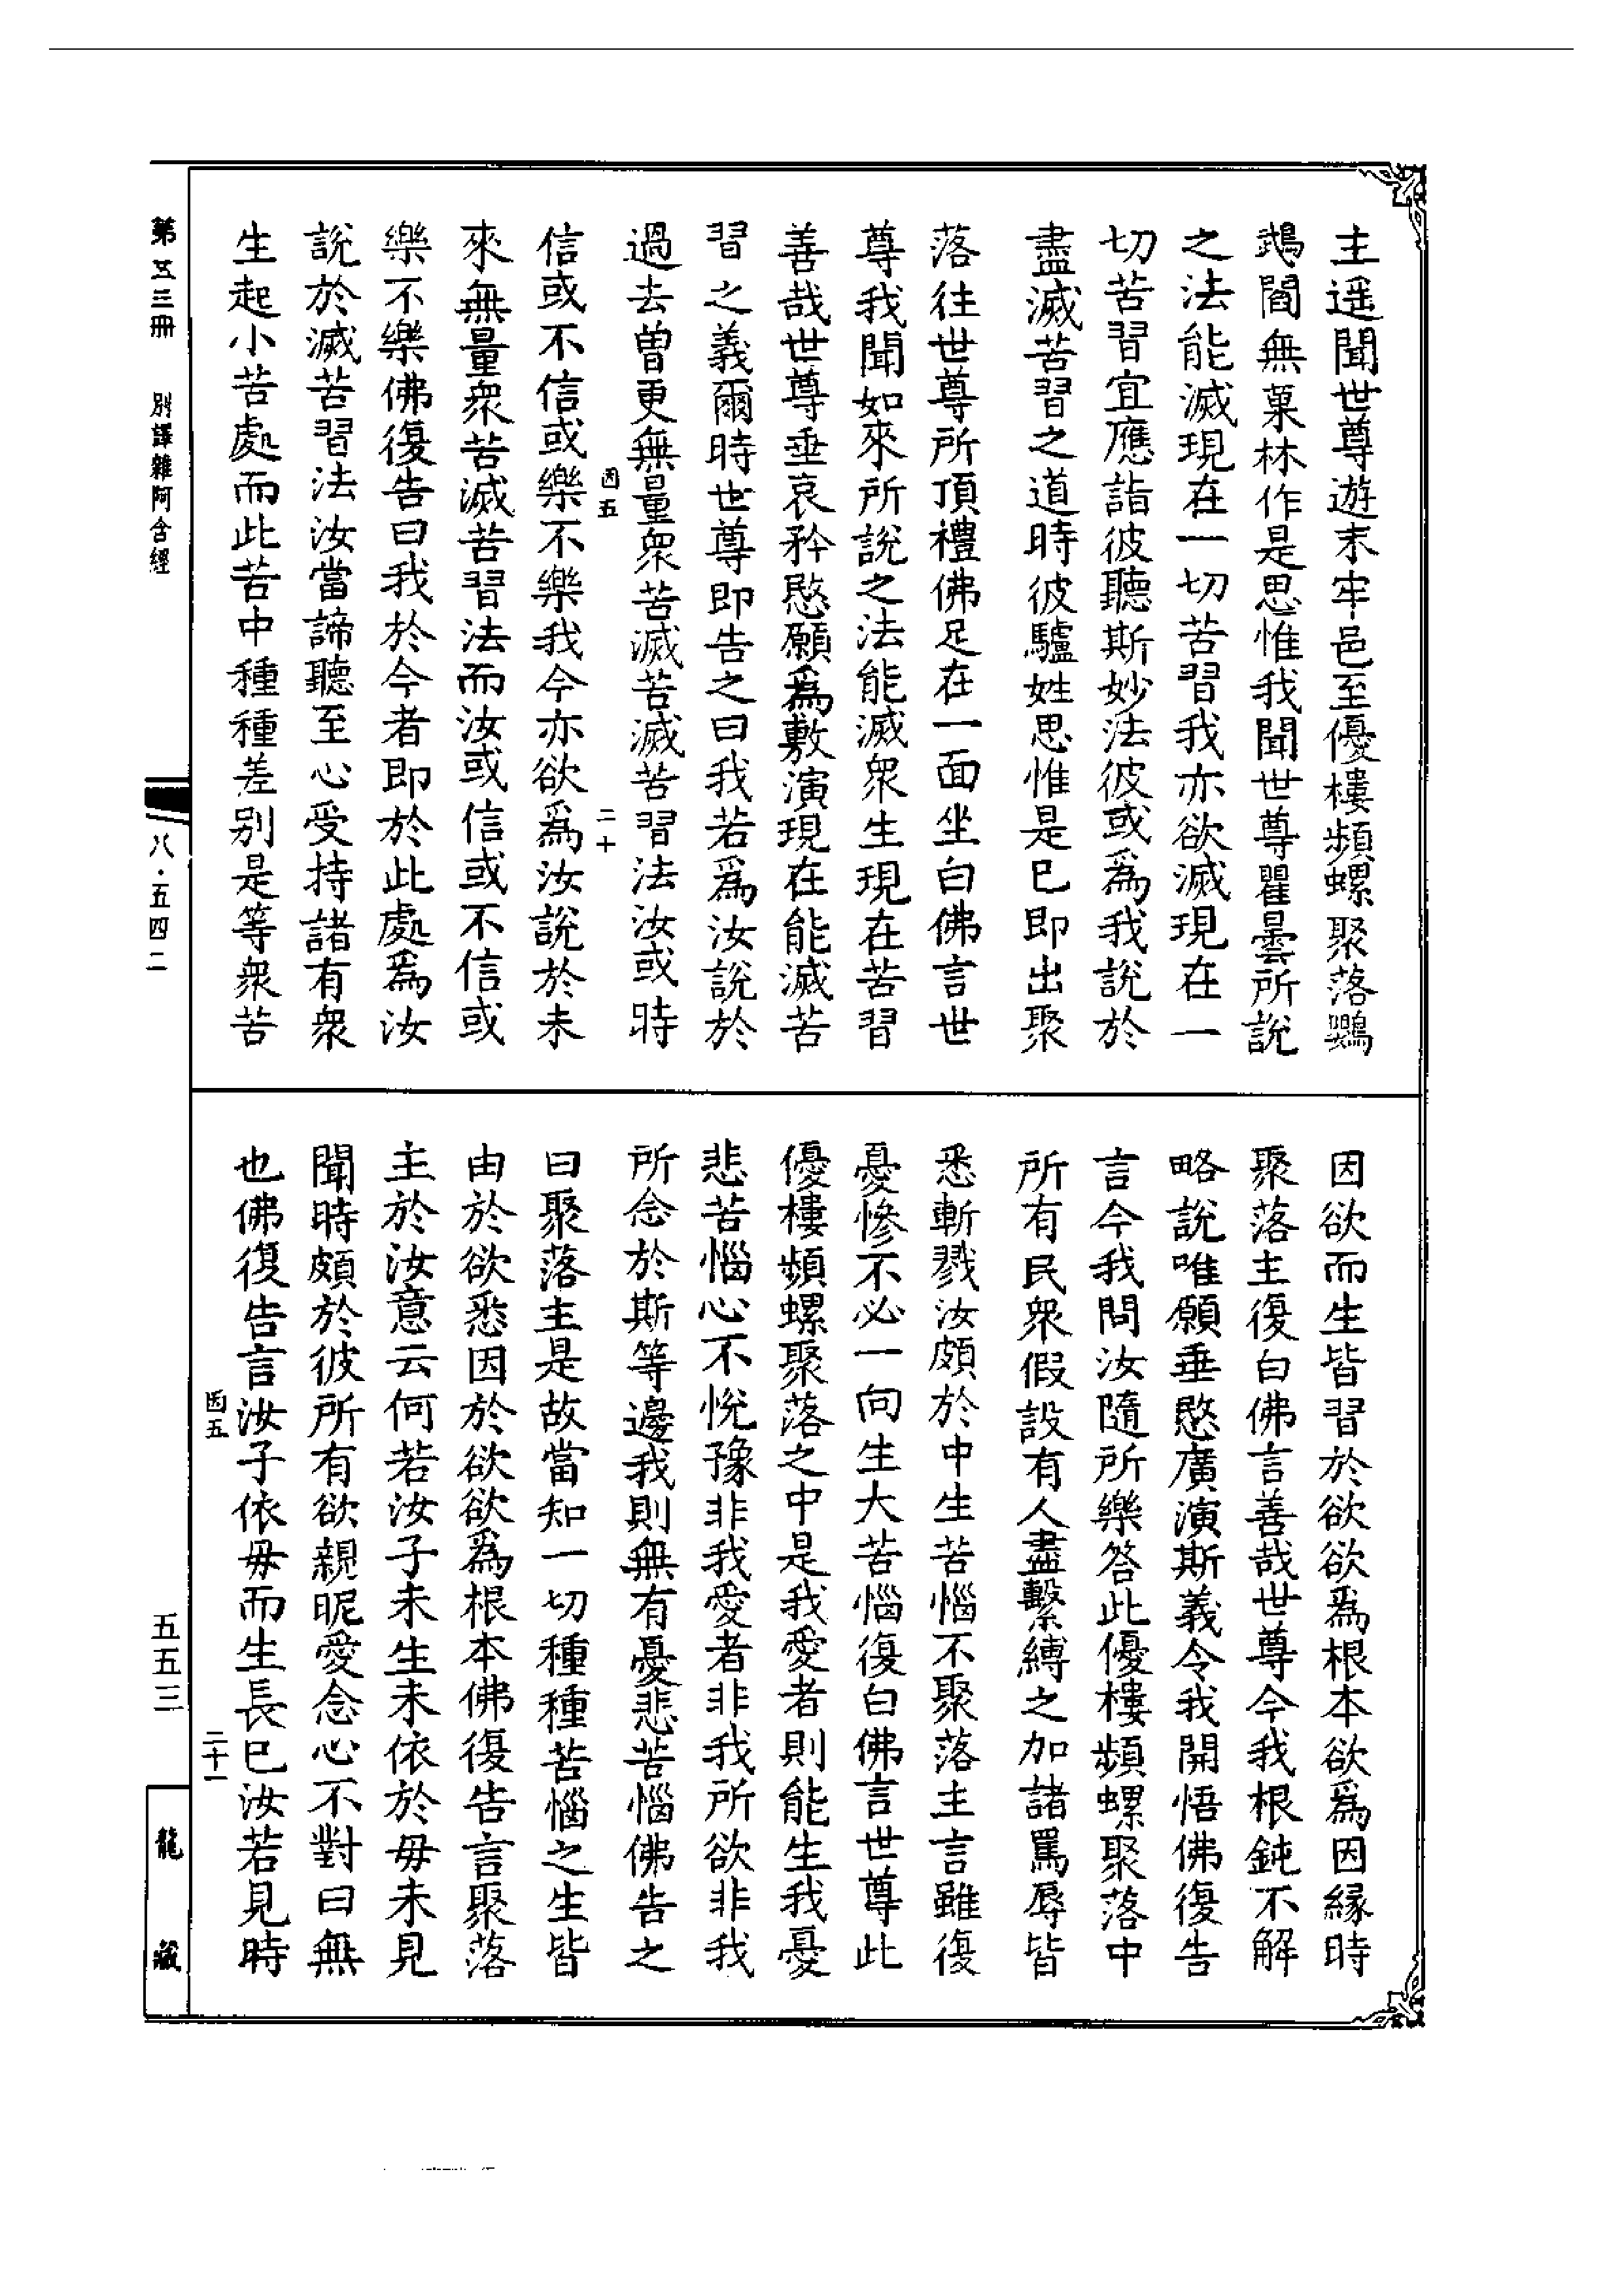 主遥聞世尊遊末牢邑至優樓頻螺聚落鸚
鵡閻無菓林作是思惟我聞世尊瞿曇所說
之法能滅現在一切苦習我亦欲滅現在一
切苦習宜應詣彼聽斯妙法彼或爲我說於
盡滅苦習之道時彼驢姓思惟是已即出聚
落往世尊所頂禮佛足在一面坐白佛言世
尊我聞如來所說之法能滅衆生現在苦習
善哉世尊垂哀矜愍願爲敷演現在能滅苦
習之義爾時世尊即告之曰我若爲汝說於
過去曾更無量衆苦滅苦滅苦習法汝或時
因五
二十
信或不信或樂不樂我今亦欲爲汝說於未
來無量衆苦滅苦習法而汝或信或不信或
樂不樂佛復告曰我於今者即於此處爲汝
說於滅苦習法汝當諦聽至心受持諸有衆
生起小苦處而此苦中種種差別是等衆苦
因欲而生皆習於欲欲爲根本欲爲因緣時
聚落主復白佛言善哉世尊今我根鈍不解
略說唯願垂愍廣演斯義令我開悟佛復告
言今我問汝隨所樂答此優樓頻螺聚落中
所有民衆假設有人盡繫縛之加諸罵辱皆
悉斬戮汝頗於中生苦惱不聚落主言雖復
憂慘不必一向生大苦惱復白佛言世尊此
優樓頻螺聚落之中是我愛者則能生我憂
悲苦惱心不悅豫非我愛者非我所欲非我
所念於斯等邊我則無有憂悲苦惱佛告之
曰聚落主是故當知一切種種苦惱之生皆
由於欲悉因於欲欲爲根本佛復告言聚落
主於汝意云何若汝子未生未依於母未見
聞時頗於彼所有欲親昵愛念心不對曰無
也佛復告言汝子依母而生長已汝若見時
因五
二十一
第五三冊
別譯雜阿含經
八·五四二
五五三
龍藏